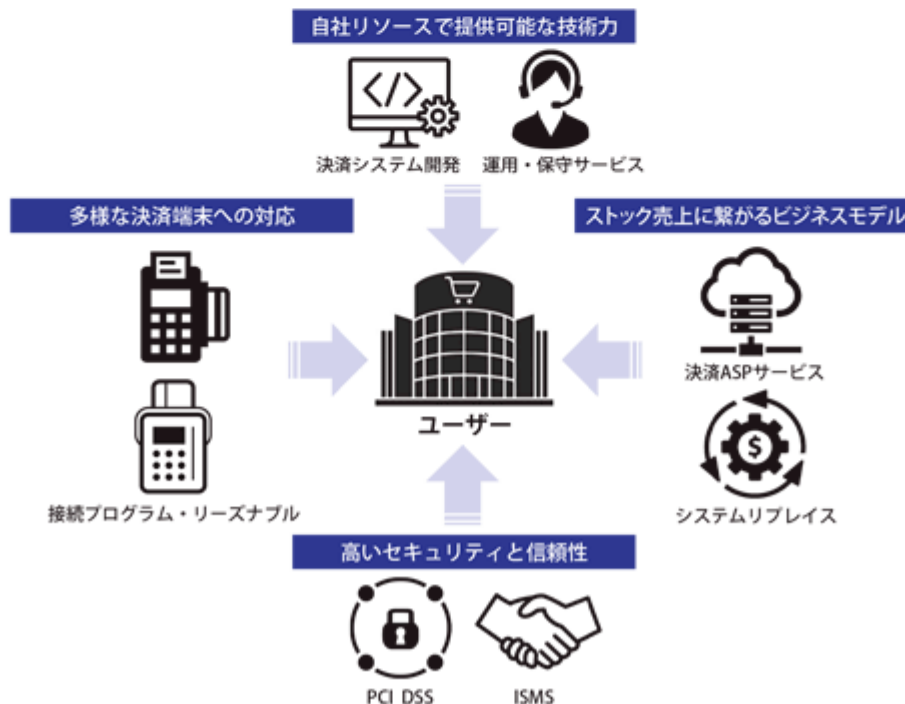 自社リソースで提供可能な技術力
</>
決済システム開発
運用・保守サービス
多様な決済端末への対応
接続プログラム・リーズナブル
ストック売上に繋がるビジネスモデル
決済ASPサービス
$
システムリプレイス
ユーザー
高いセキュリティと信頼性
PCI DSS
ISMS